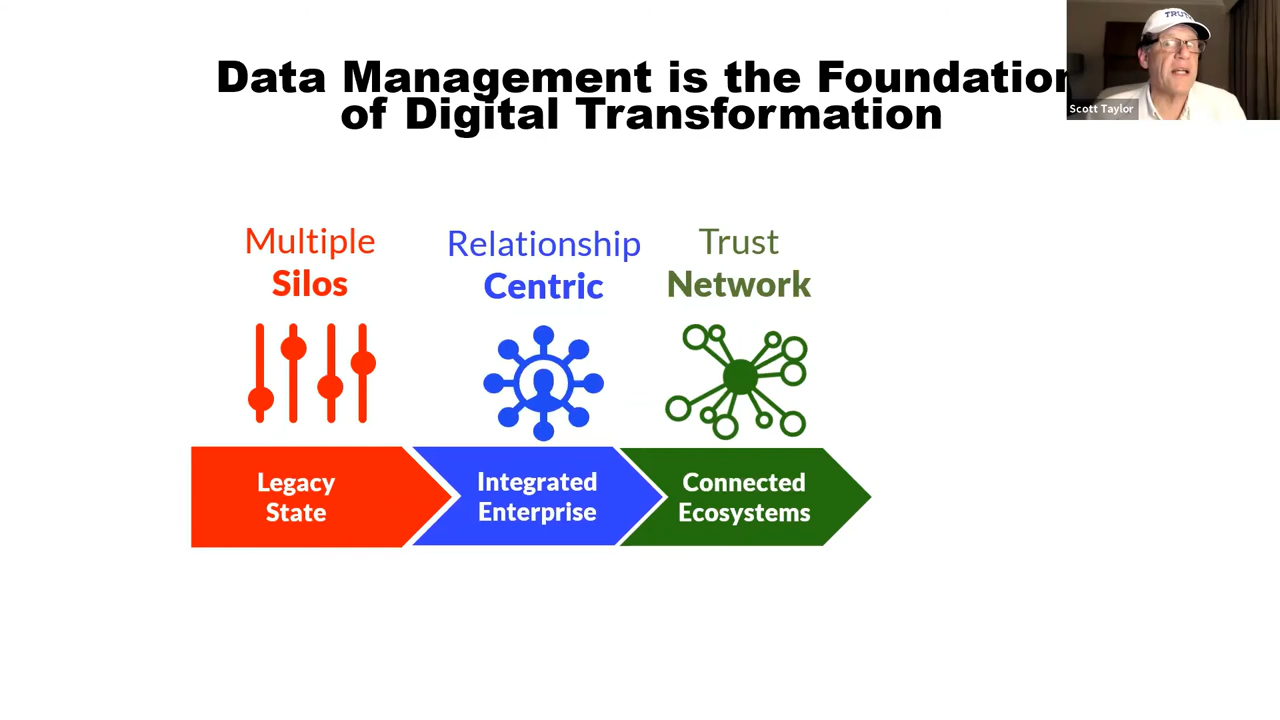 Data Management is the Foundation
of Digital Transformation
TRUTH
Scott Taylor
Multiple
Silos
Relationship
Centric
Trust
Network
Legacy
State
Integrated
Enterprise
Connected
Ecosystems